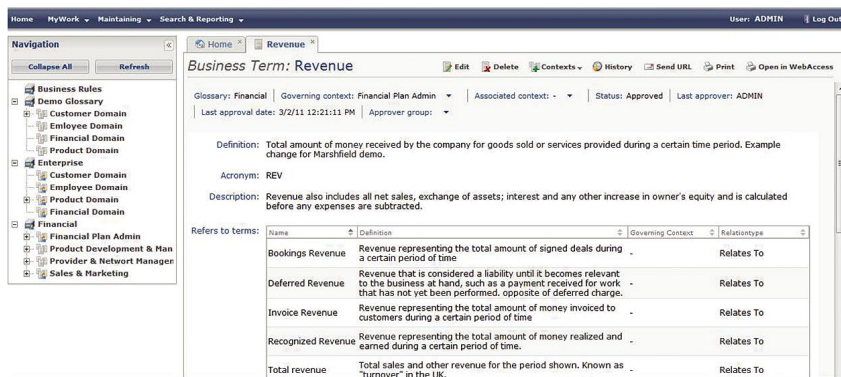 Home MyWork Maintaining Search & Reporting User: ADMIN Log Out
Navigation
Collapse All Refresh
Business Rules
Demo Glossary
Customer Domain
Emloyee Domain
Financial Domain
Product Domain
Enterprise
Customer Domain
Employee Domain
Product Domain
Financial Domain
Financial
Financial Plan Admin
Product Development & Man
Provider & Networt Managen
Sales & Marketing
Home × Revenue ×
Business Term: Revenue
Edit Delete Contexts History Send URL Print Open in WebAccess
Glossary: Financial Governing context: Financial Plan Admin Associated context: - Status: Approved Last approver: ADMIN
Last approval date: 3/2/11 12:21:11 PM Approver group:
Definition: Total amount of money received by the company for goods sold or services provided during a certain time period. Example
change for Marshfield demo.
Acronym: REV
Description: Revenue also includes all net sales, exchange of assets; interest and any other increase in owner's equity and is calculated
before any expenses are subtracted.
Refers to terms: Name Definition Governing Context Relationtype
Bookings Revenue Revenue representing the total amount of signed deals during
a certain period of time - Relates To
Deferred Revenue Revenue that is considered a liability until it becomes relevant
to the business at hand, such as a payment received for work - Relates To
that has not yet been performed. opposite of deferred charge.
Invoice Revenue Revenue representing the total amount of money invoiced to
customers during a certain period of time - Relates To
Recognized Revenue Revenue representing the total amount of money realized and
earned during a certain period of time. - Relates To
Total revenue Total sales and other revenue for the period shown. Known as
"turnover" in the UK. - Relates To